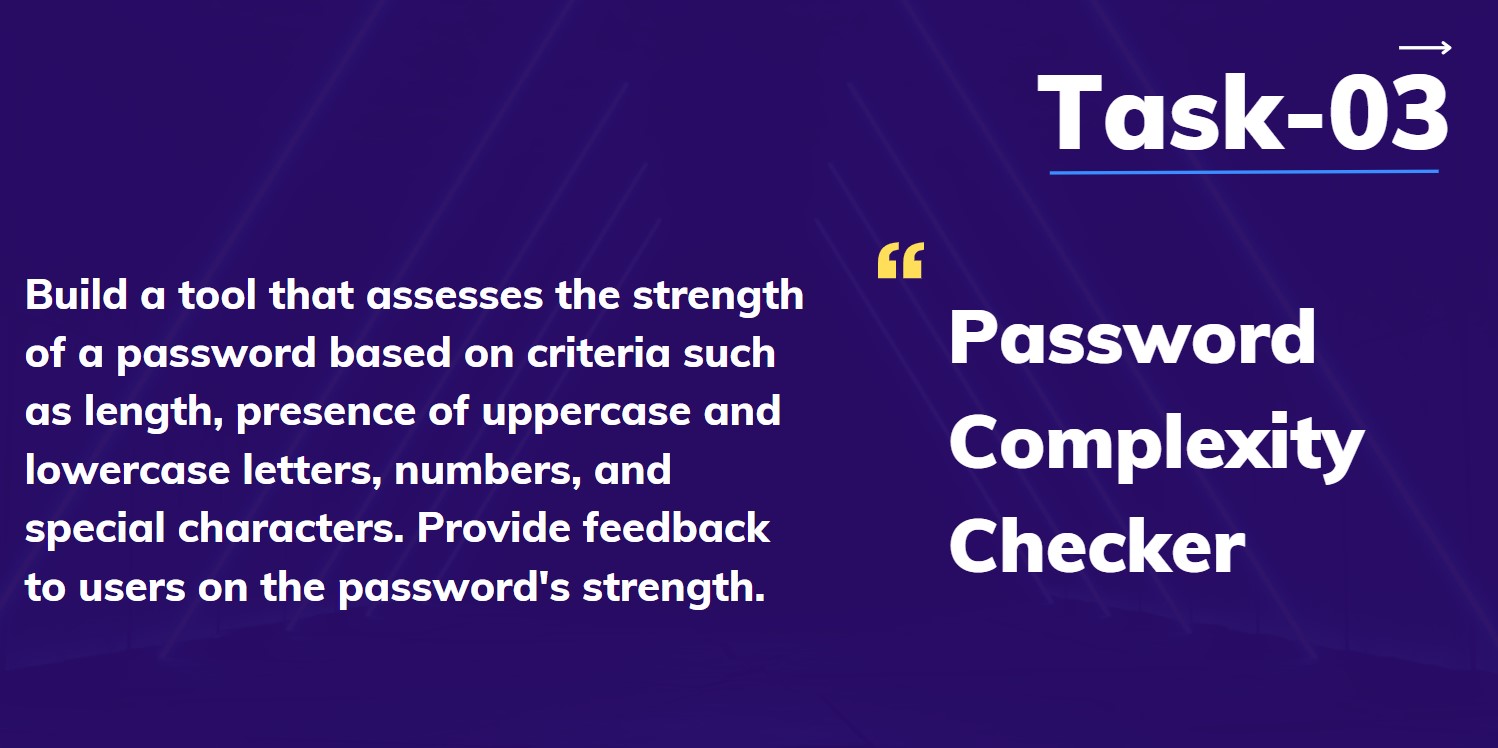 Task-03
Build a tool that assesses the strength
of a password based on criteria such
as length, presence of uppercase and
lowercase letters, numbers, and
special characters. Provide feedback
to users on the password's strength.
“
Password
Complexity
Checker